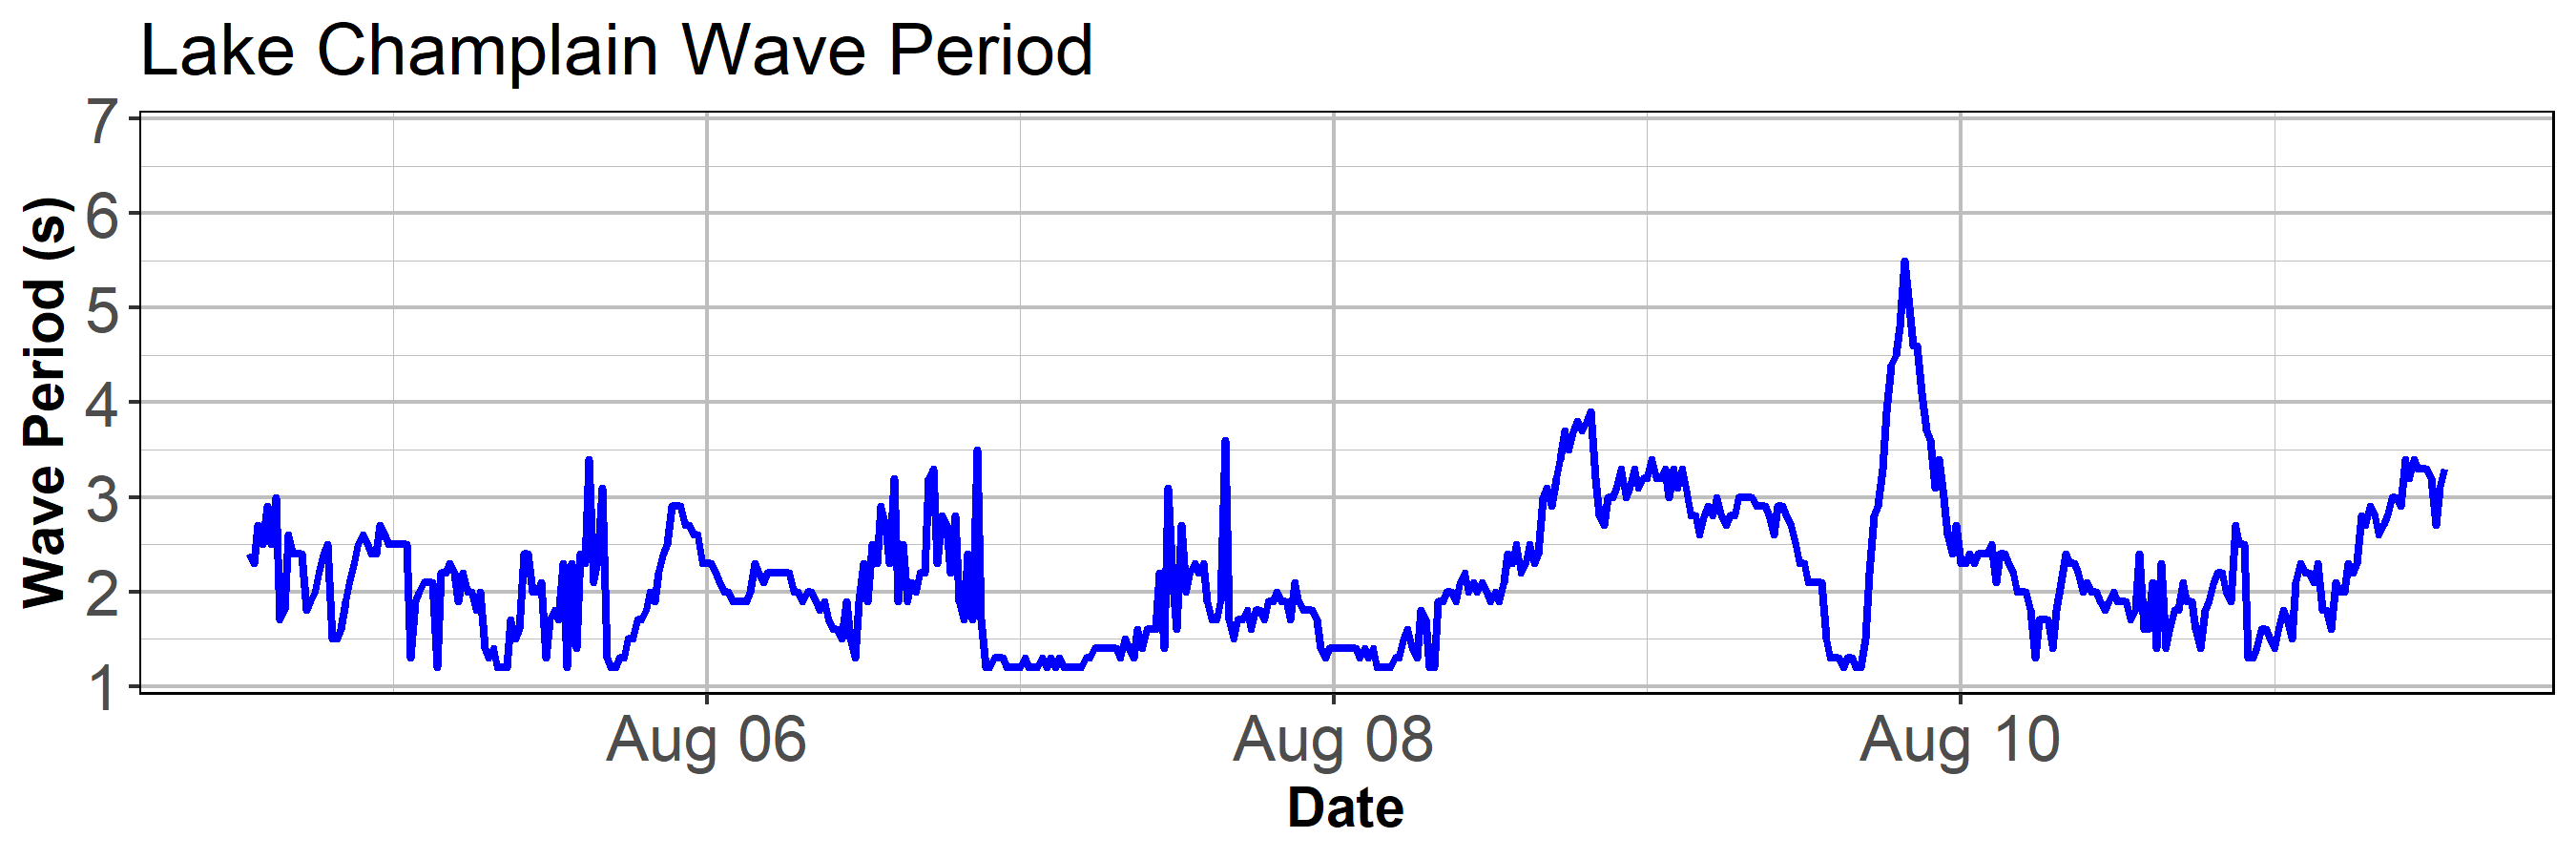 Lake Champlain Wave Period
Wave Period (s)
7
6
5
4
3
2
1
Aug 06
Aug 08
Aug 10
Date